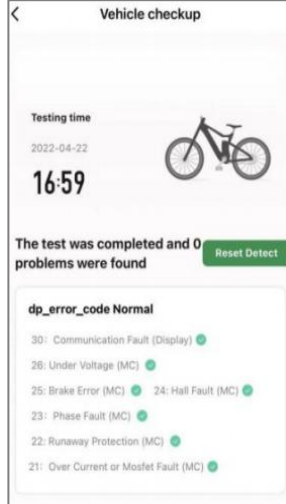 Vehicle checkup
Testing time
2022-04-22
16:59
The test was completed and 0
problems were found
Reset Detect
dp_error_code Normal
30: Communication Fault (Display)
26: Under Voltage (MC)
25: Brake Error (MC) 24: Hall Fault (MC)
23: Phase Fault (MC)
22: Runaway Protection (MC)
21: Over Current or Mosfet Fault (MC)